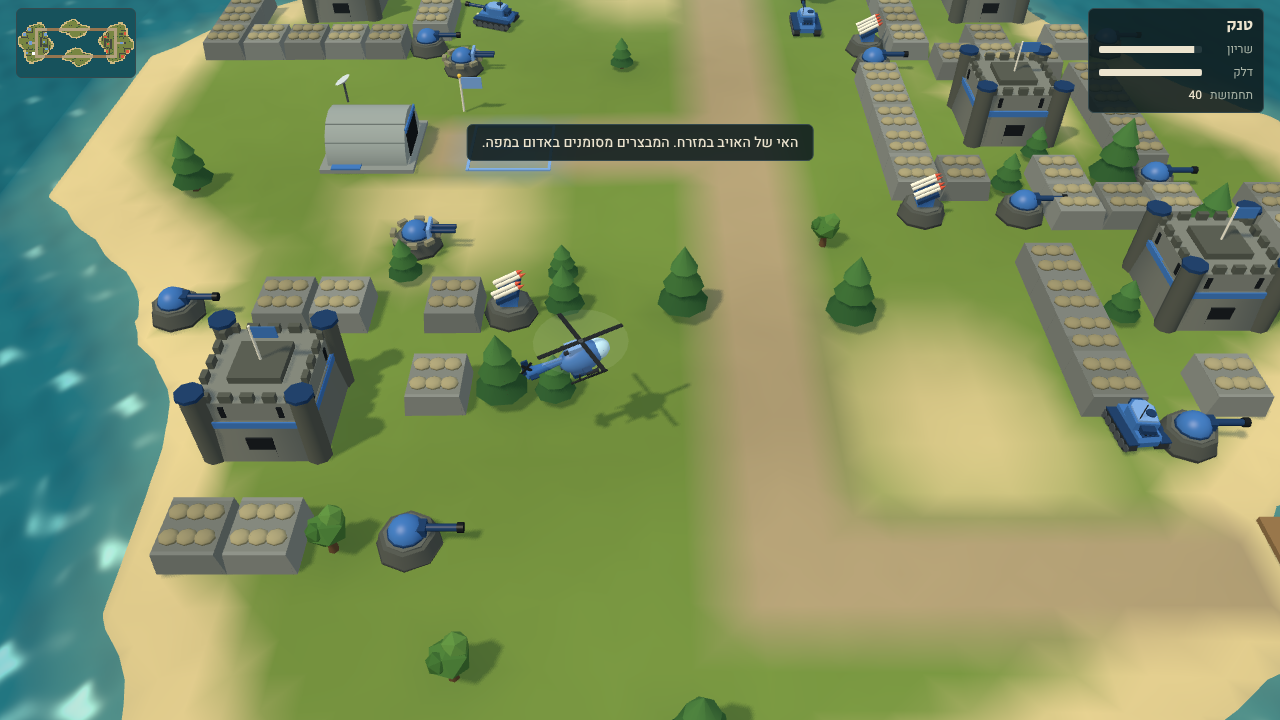 טנק
שריון
דלק
תחמושת 40
האי של האויב במזרח. המבצרים מסומנים באדום במפה.